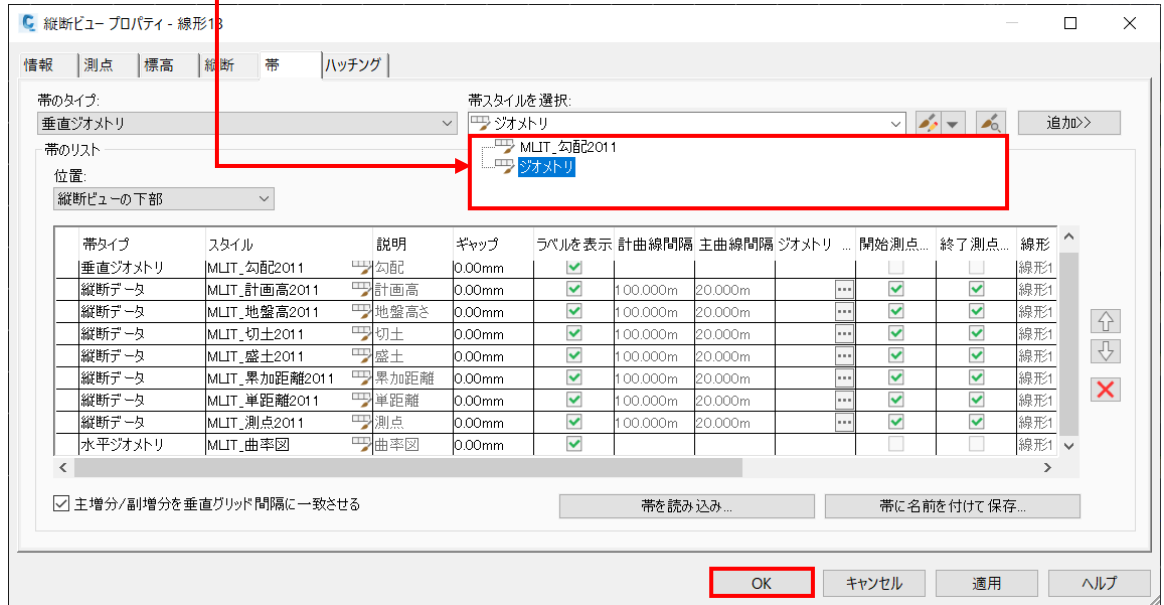 縦断ビュー プロパティ - 線形13
情報 測点 標高 縦断 帯 ハッチング
帯のタイプ: 帯スタイルを選択:
垂直ジオメトリ ジオメトリ 追加>>
MLIT_勾配2011
ジオメトリ
帯のリスト
位置:
縦断ビューの下部
帯タイプ スタイル 説明 ギャップ ラベルを表示 計曲線間隔 主曲線間隔 ジオメトリ ... 開始測点... 終了測点... 線形
垂直ジオメトリ MLIT_勾配2011 勾配 0.00mm 線形1
縦断データ MLIT_計画高2011 計画高 0.00mm 100.000m 20.000m ... 線形1
縦断データ MLIT_地盤高2011 地盤高さ 0.00mm 100.000m 20.000m ... 線形1
縦断データ MLIT_切土2011 切土 0.00mm 100.000m 20.000m ... 線形1
縦断データ MLIT_盛土2011 盛土 0.00mm 100.000m 20.000m ... 線形1
縦断データ MLIT_累加距離2011 累加距離 0.00mm 100.000m 20.000m ... 線形1
縦断データ MLIT_単距離2011 単距離 0.00mm 100.000m 20.000m ... 線形1
縦断データ MLIT_測点2011 測点 0.00mm 100.000m 20.000m ... 線形1
水平ジオメトリ MLIT_曲率図 曲率図 0.00mm 線形1
主増分/副増分を垂直グリッド間隔に一致させる 帯を読み込み... 帯に名前を付けて保存...
OK キャンセル 適用 ヘルプ